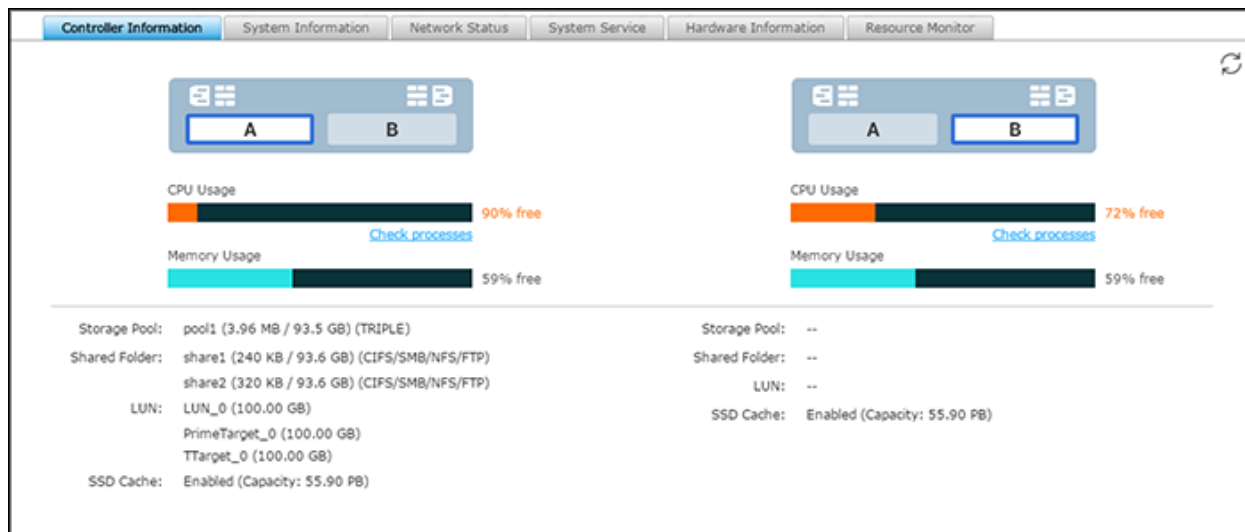 Controller Information System Information Network Status System Service Hardware Information Resource Monitor
A B
CPU Usage
90% free
Check processes
Memory Usage
59% free
Storage Pool: pool1 (3.96 MB / 93.5 GB) (TRIPLE)
Shared Folder: share1 (240 KB / 93.6 GB) (CIFS/SMB/NFS/FTP)
share2 (320 KB / 93.6 GB) (CIFS/SMB/NFS/FTP)
LUN: LUN_0 (100.00 GB)
PrimeTarget_0 (100.00 GB)
TTarget_0 (100.00 GB)
SSD Cache: Enabled (Capacity: 55.90 PB)
A B
CPU Usage
72% free
Check processes
Memory Usage
59% free
Storage Pool: --
Shared Folder: --
LUN: --
SSD Cache: Enabled (Capacity: 55.90 PB)